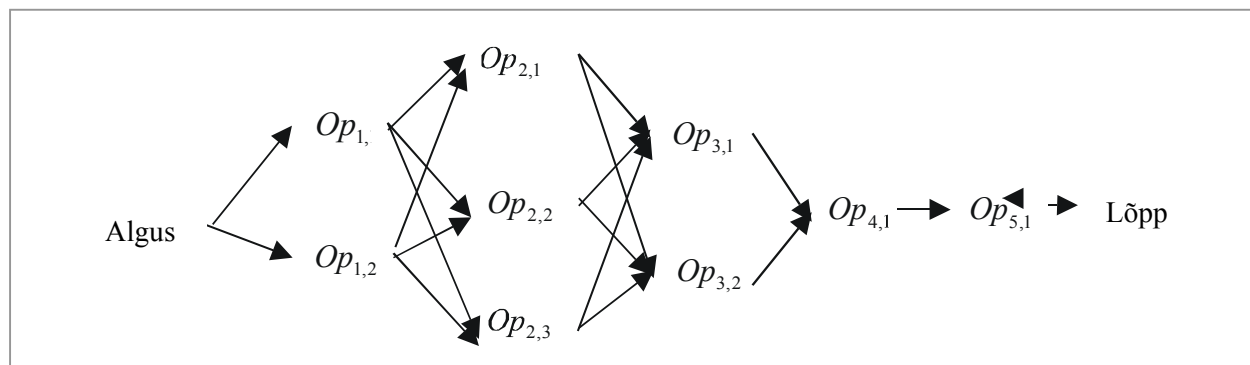 Algus
Op1,
Op1,2
Op2,1
Op2,2
Op2,3
Op3,1
Op3,2
Op4,1
Op5,1
Lõpp